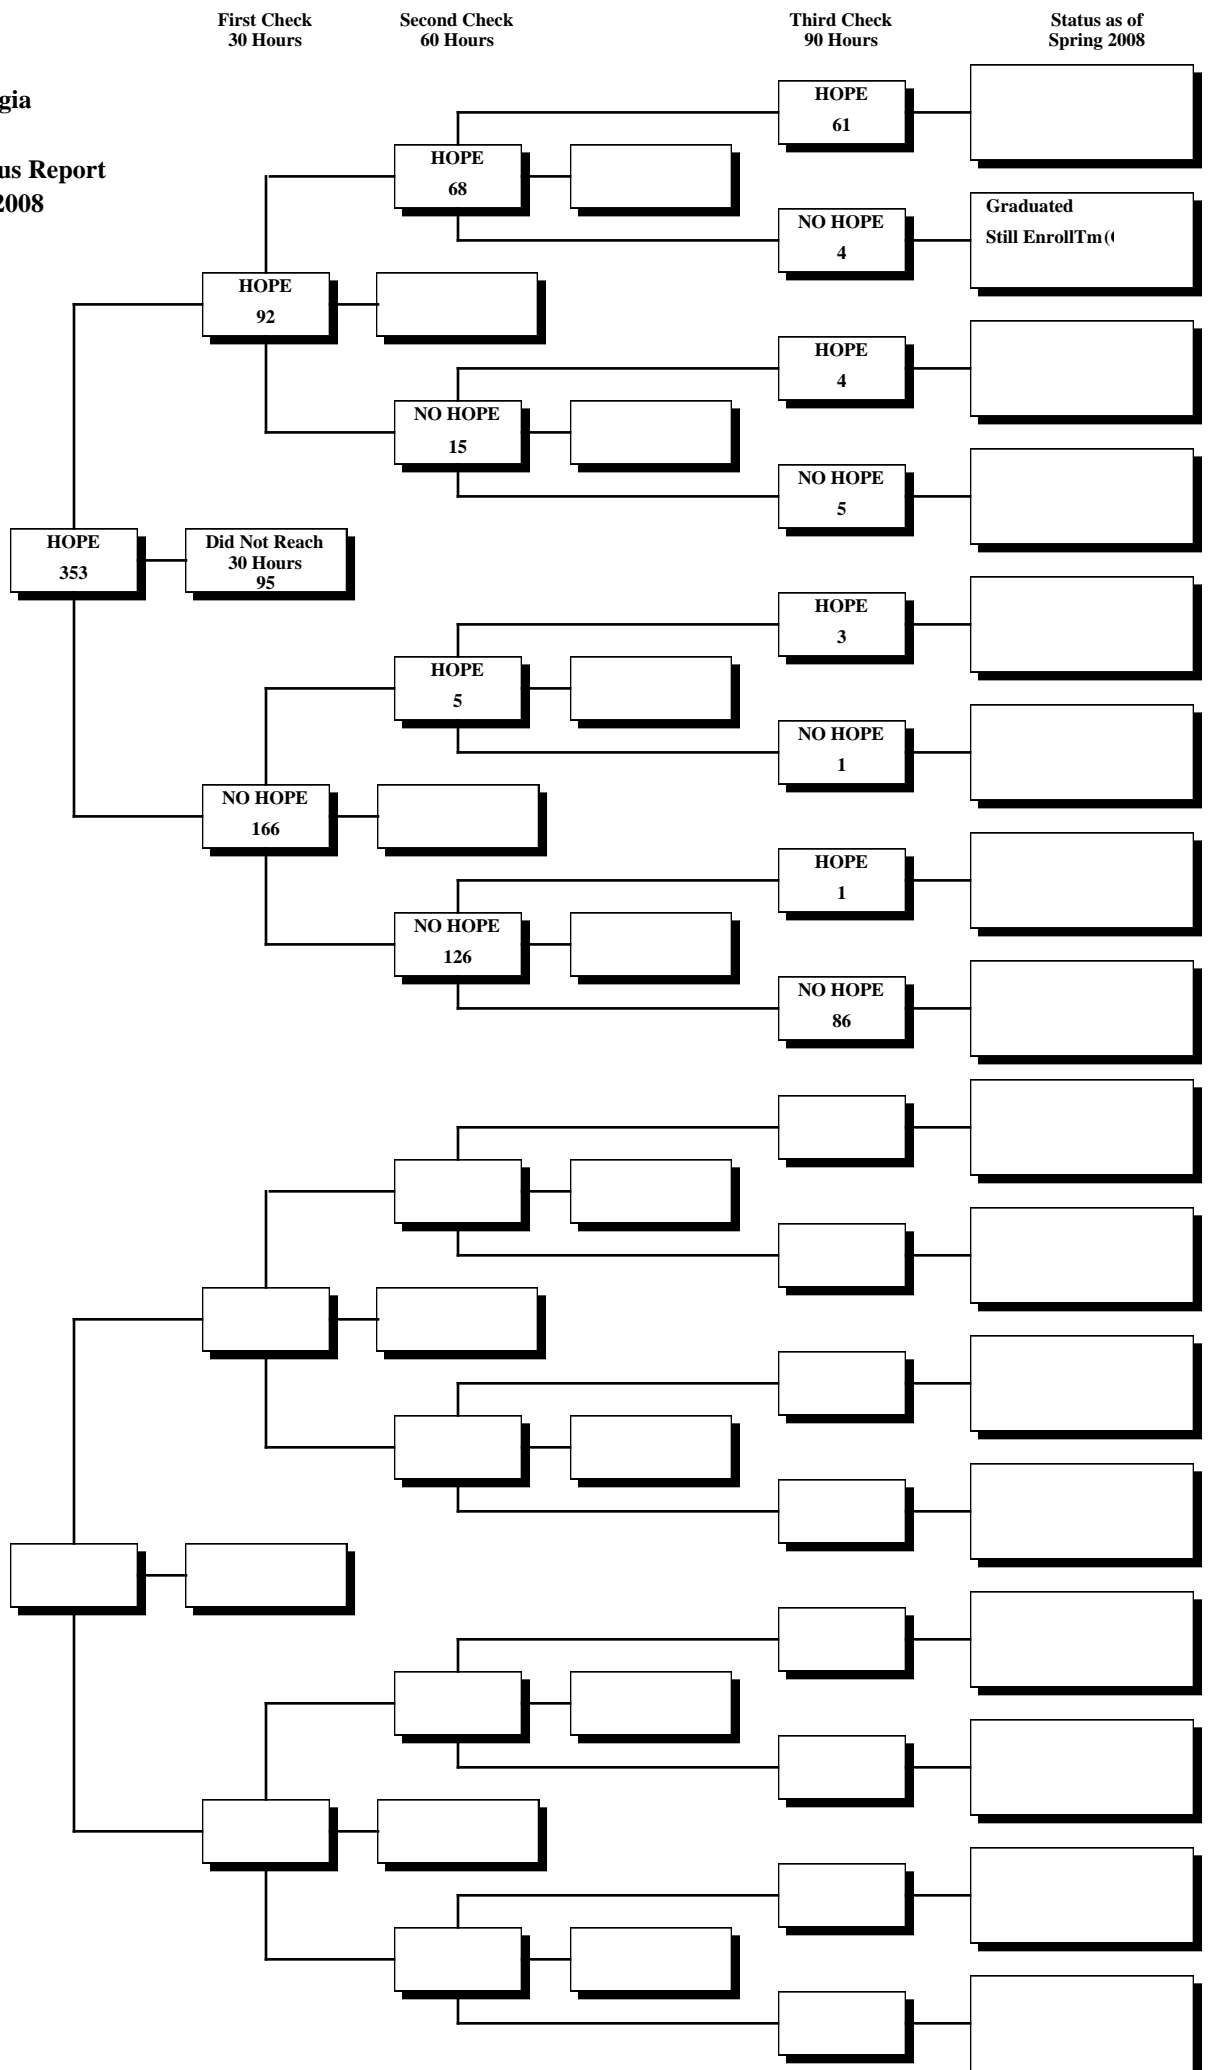 First Check
30 Hours
Second Check
60 Hours
Third Check
90 Hours
Status as of
Spring 2008
gia
us Report
2008
HOPE
61
HOPE
68
Graduated
Still EnrollTm(
NO HOPE
4
HOPE
92
HOPE
4
NO HOPE
15
NO HOPE
5
HOPE
353
Did Not Reach
30 Hours
95
HOPE
3
HOPE
5
NO HOPE
1
NO HOPE
166
HOPE
1
NO HOPE
126
NO HOPE
86